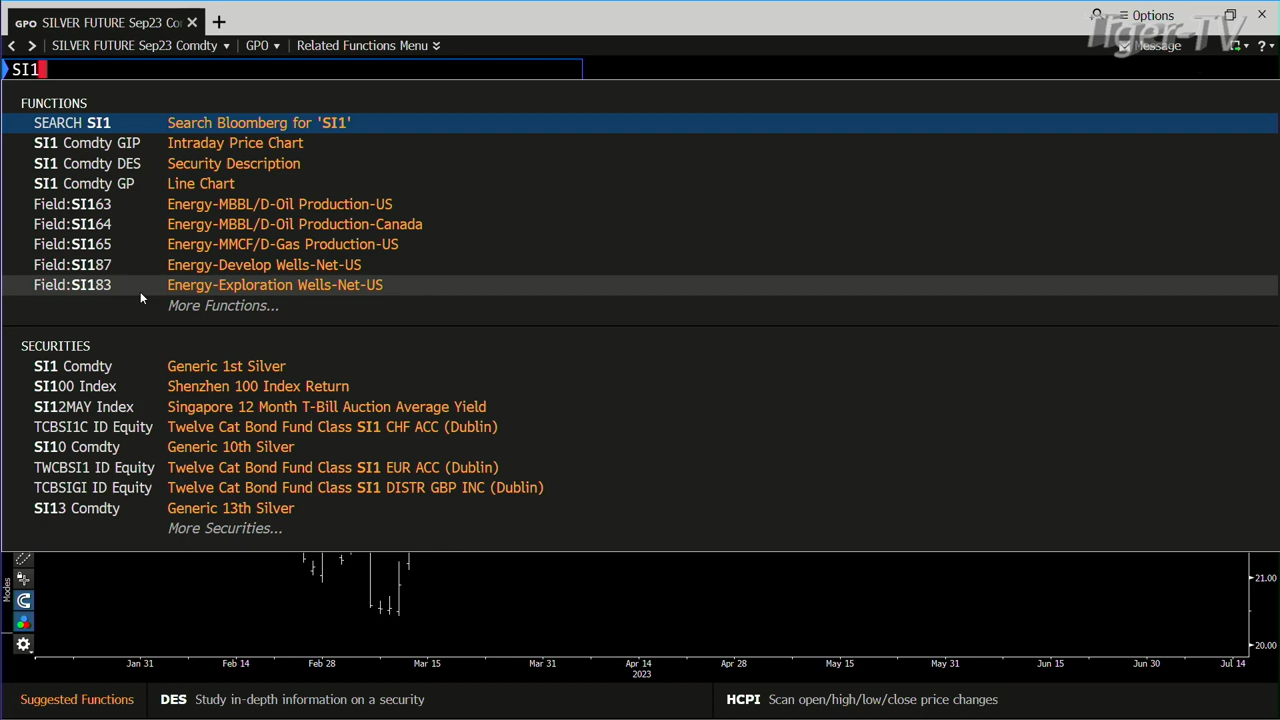 GPO SILVER FUTURE Sep23 Co
Options
SILVER FUTURE Sep23 Comdty GPO Related Functions Menu
Message
Tiger-TV
SI1
FUNCTIONS
SEARCH SI1 Search Bloomberg for 'SI1'
SI1 Comdty GIP Intraday Price Chart
SI1 Comdty DES Security Description
SI1 Comdty GP Line Chart
Field:SI163 Energy-MBBL/D-Oil Production-US
Field:SI164 Energy-MBBL/D-Oil Production-Canada
Field:SI165 Energy-MMCF/D-Gas Production-US
Field:SI187 Energy-Develop Wells-Net-US
Field:SI183 Energy-Exploration Wells-Net-US
More Functions...
SECURITIES
SI1 Comdty Generic 1st Silver
SI100 Index Shenzhen 100 Index Return
SI12MAY Index Singapore 12 Month T-Bill Auction Average Yield
TCBSI1C ID Equity Twelve Cat Bond Fund Class SI1 CHF ACC (Dublin)
SI10 Comdty Generic 10th Silver
TWCBSI1 ID Equity Twelve Cat Bond Fund Class SI1 EUR ACC (Dublin)
TCBSIGI ID Equity Twelve Cat Bond Fund Class SI1 DISTR GBP INC (Dublin)
SI13 Comdty Generic 13th Silver
More Securities...
Modes
21.00
20.00
Jan 31 Feb 14 Feb 28 Mar 15 Mar 31 Apr 14 Apr 28 May 15 May 31 Jun 15 Jun 30 Jul 14
2023
Suggested Functions DES Study in-depth information on a security HCPI Scan open/high/low/close price changes